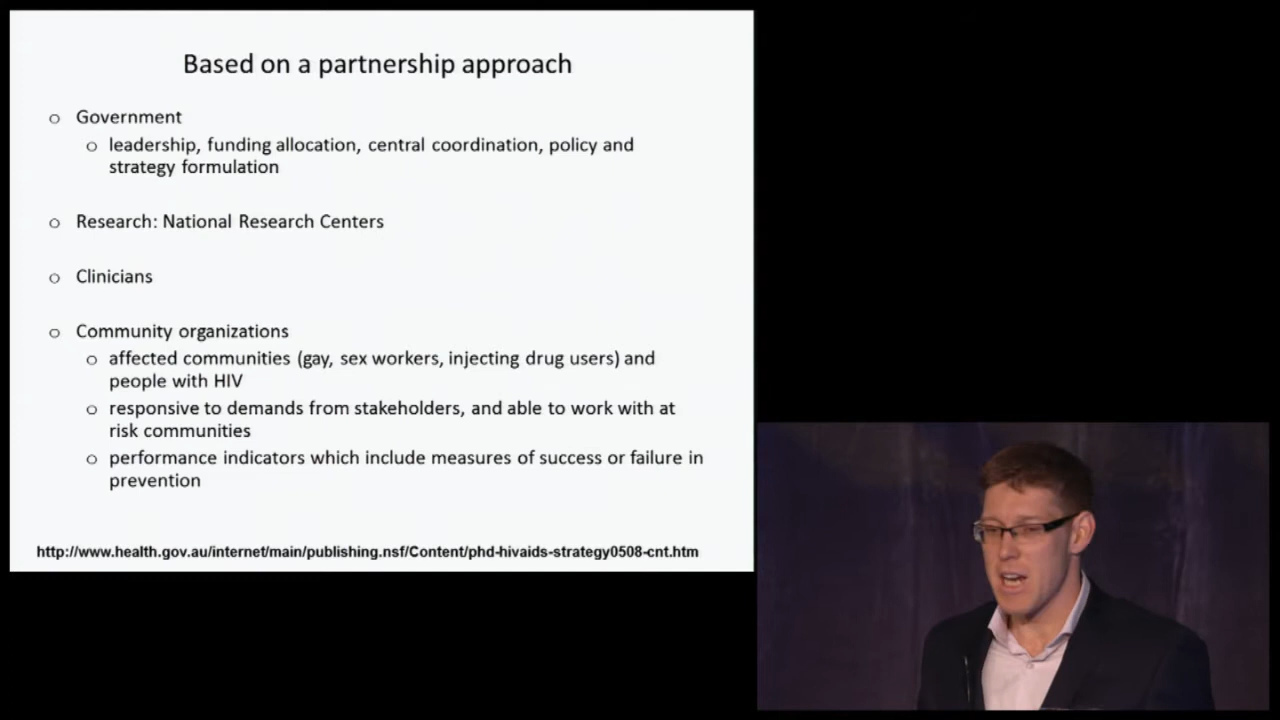 Based on a partnership approach
o Government
o leadership, funding allocation, central coordination, policy and
strategy formulation
o Research: National Research Centers
o Clinicians
o Community organizations
o affected communities (gay, sex workers, injecting drug users) and
people with HIV
o responsive to demands from stakeholders, and able to work with at
risk communities
o performance indicators which include measures of success or failure in
prevention
http://www.health.gov.au/internet/main/publishing.nsf/Content/phd-hivaids-strategy0508-cnt.htm